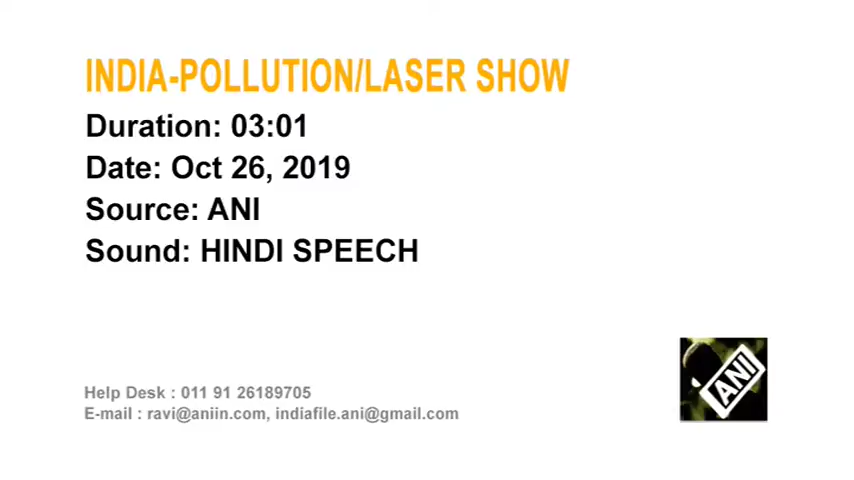 INDIA-POLLUTION/LASER SHOW
Duration: 03:01
Date: Oct 26, 2019
Source: ANI
Sound: HINDI SPEECH
Help Desk : 011 91 26189705
E-mail : ravi@aniin.com, indiafile.ani@gmail.com
ANI